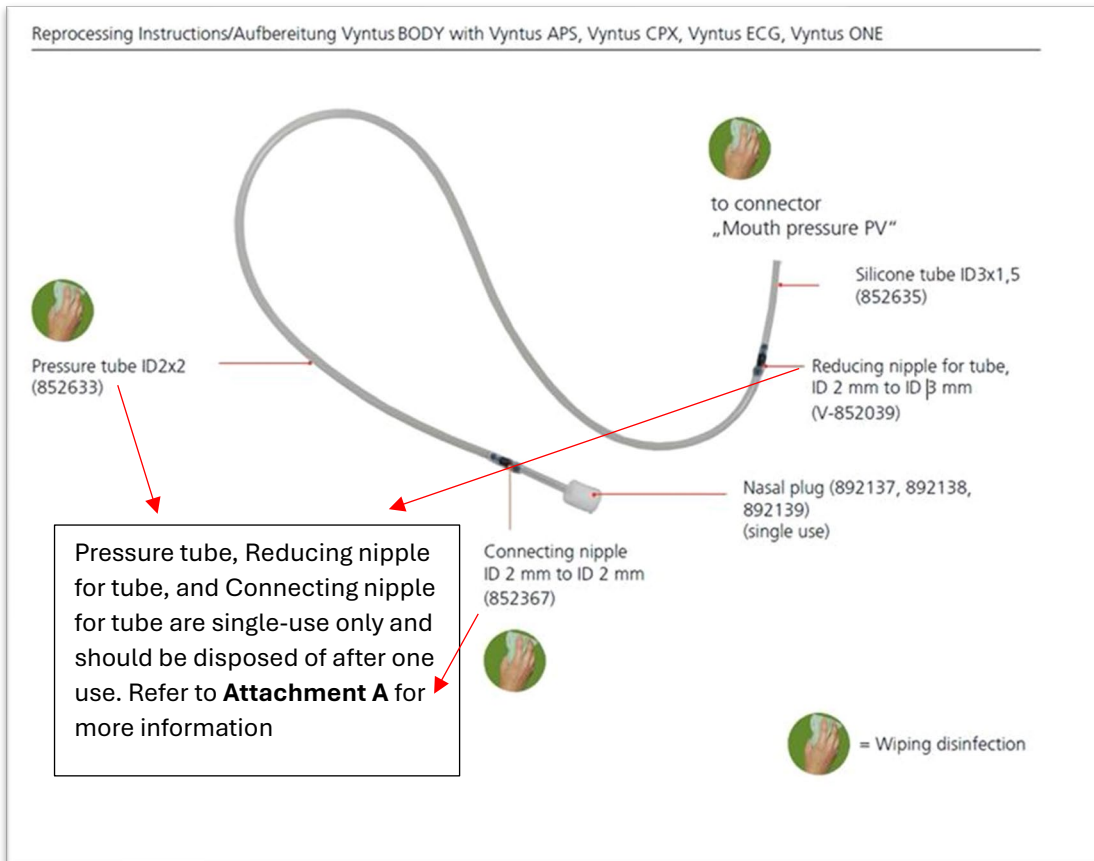 Reprocessing Instructions/Aufbereitung Vyntus BODY with Vyntus APS, Vyntus CPX, Vyntus ECG, Vyntus ONE
to connector
„Mouth pressure PV“
Silicone tube ID3x1,5
(852635)
Pressure tube ID2x2
(852633)
Reducing nipple for tube,
ID 2 mm to ID 3 mm
(V-852039)
Nasal plug (892137, 892138,
892139)
(single use)
Connecting nipple
ID 2 mm to ID 2 mm
(852367)
Pressure tube, Reducing nipple
for tube, and Connecting nipple
for tube are single-use only and
should be disposed of after one
use. Refer to Attachment A for
more information
= Wiping disinfection